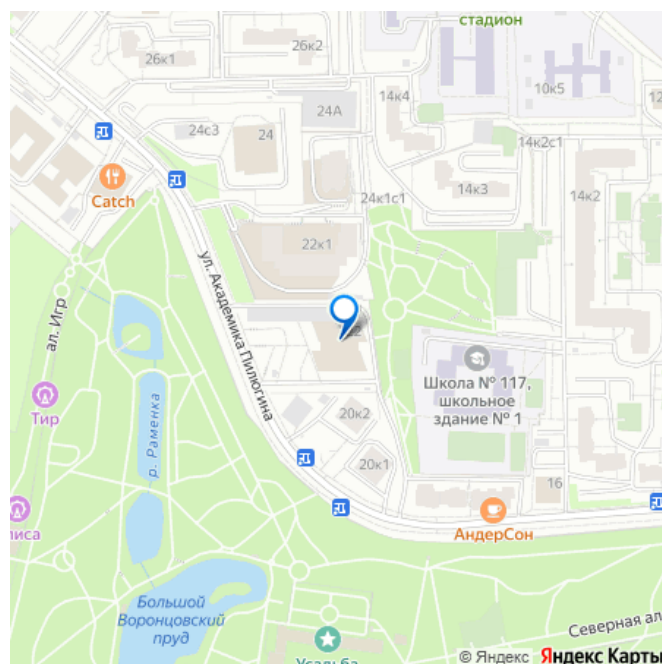 стадион
26к2
26к1
14к4
10к5
24А
24с3
24
14к2с1
12
Catch
24к1с1
14к3
14к2
22к1
ул. Академика Пилюгина
ал. Игр
Школа № 117,
школьное
здание № 1
Тир
р. Раменка
20к2
20к1
16
АндерСон
Большой
Воронцовский
пруд
Северная ал
Усадьба
© Яндекс Яндекс Карты